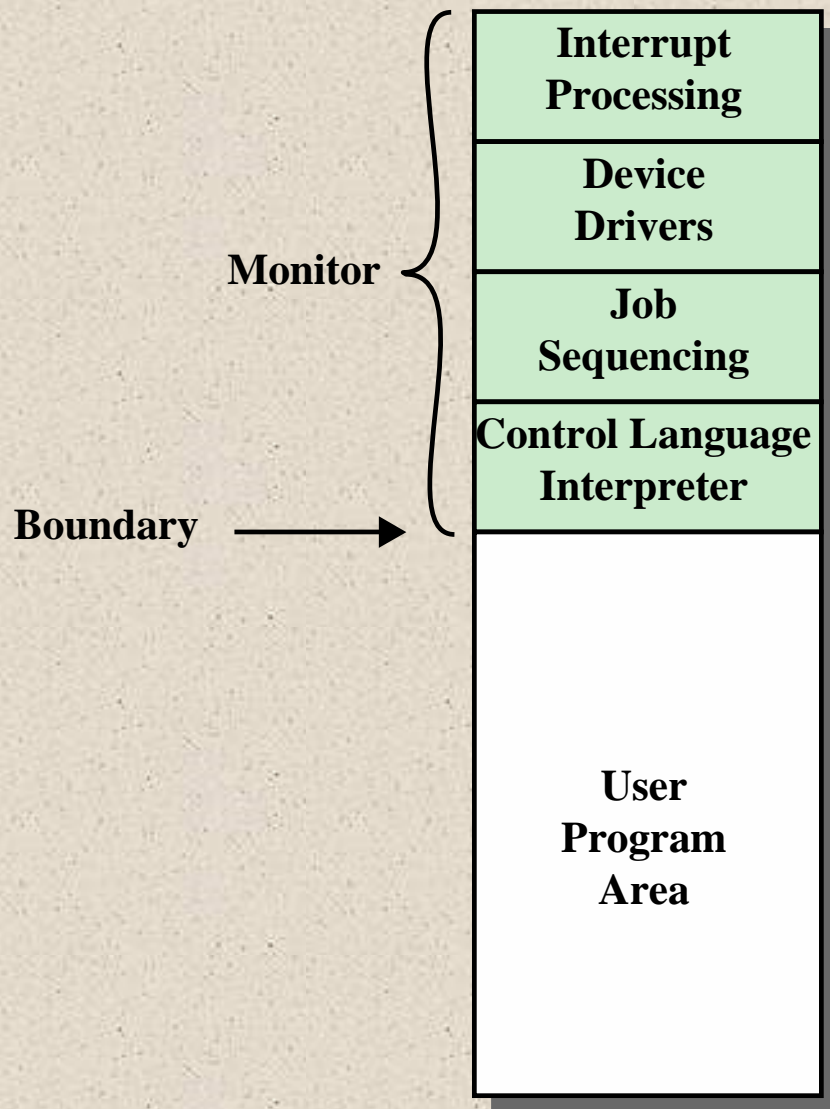 Interrupt
Processing
Device
Drivers
Monitor
Job
Sequencing
Control Language
Interpreter
Boundary
User
Program
Area